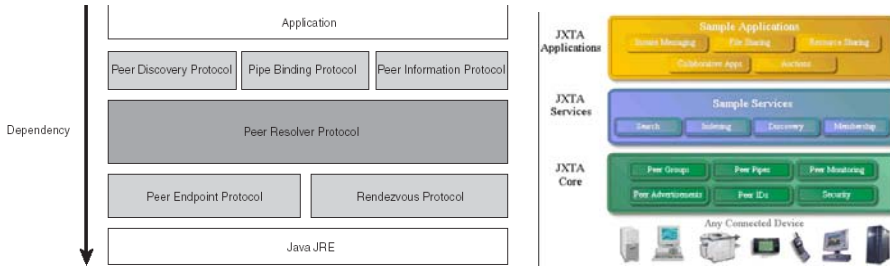 Application
Peer Discovery Protocol
Pipe Binding Protocol
Peer Information Protocol
Dependency
Peer Resolver Protocol
Peer Endpoint Protocol
Rendezvous Protocol
Java JRE
JXTA
Applications
Sample Applications
Instant Messaging
File Sharing
Resource Sharing
Collaborative Apps
Auctions
JXTA
Services
Sample Services
Search
Indexing
Discovery
Membership
JXTA
Core
Peer Groups
Peer Pipes
Peer Monitoring
Peer Advertisements
Peer IDs
Security
Any Connected Device